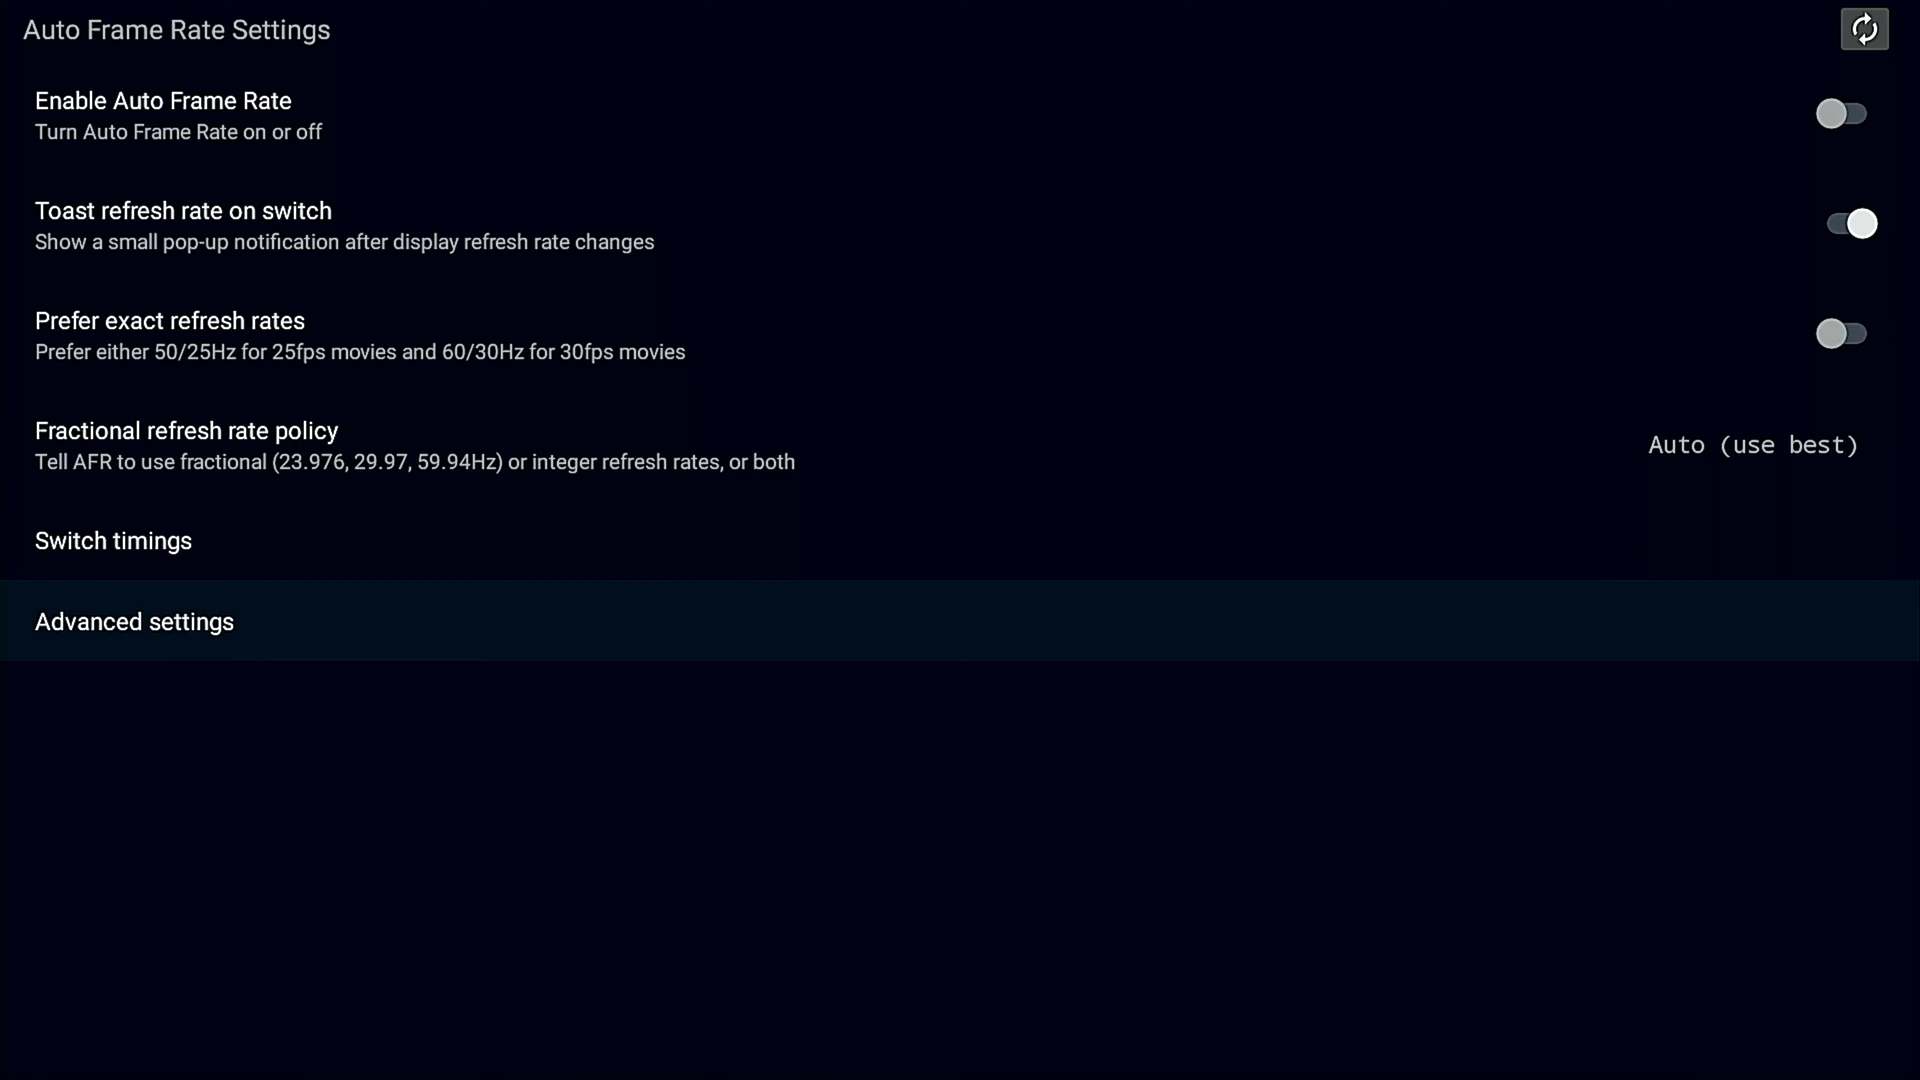 Auto Frame Rate Settings
Enable Auto Frame Rate
Turn Auto Frame Rate on or off
Toast refresh rate on switch
Show a small pop-up notification after display refresh rate changes
Prefer exact refresh rates
Prefer either 50/25Hz for 25fps movies and 60/30Hz for 30fps movies
Fractional refresh rate policy
Tell AFR to use fractional (23.976, 29.97, 59.94Hz) or integer refresh rates, or both
Auto (use best)
Switch timings
Advanced settings